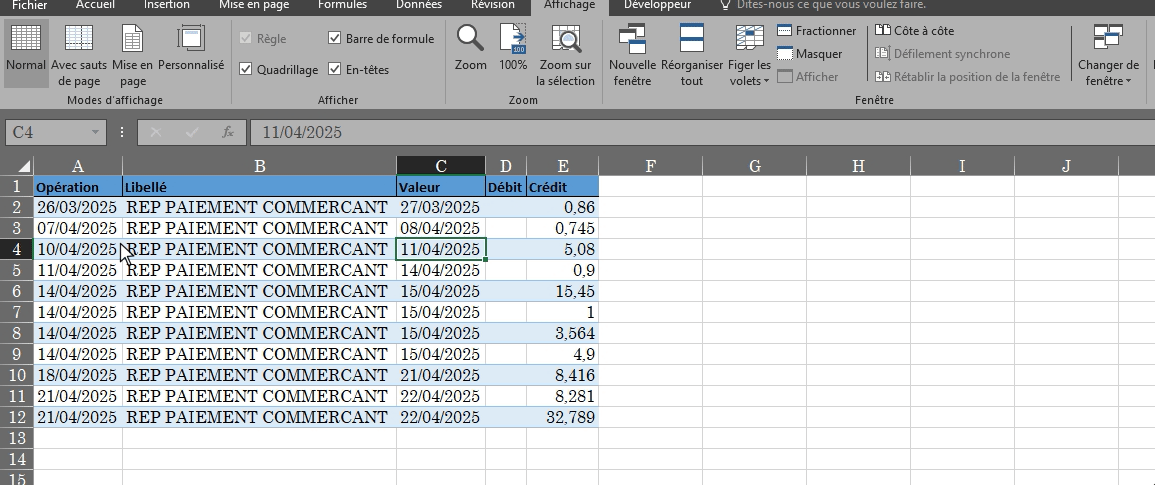 Fichier Accueil Insertion Mise en page Formules Données Révision Affichage Développeur Dites-nous ce que vous voulez faire.
Normal Avec sauts de page Mise en page Personnalisé
Modes d'affichage
Règle Barre de formule
Quadrillage En-têtes
Afficher
Zoom 100% Zoom sur la sélection
Zoom
Nouvelle fenêtre Réorganiser tout Figer les volets
Fractionner
Masquer
Afficher
Côte à côte
Défilement synchrone
Rétablir la position de la fenêtre
Changer de fenêtre
Fenêtre
C4 fx 11/04/2025
A B C D E F G H I J
1 Opération Libellé Valeur Débit Crédit
2 26/03/2025 REP PAIEMENT COMMERCANT 27/03/2025 0,86
3 07/04/2025 REP PAIEMENT COMMERCANT 08/04/2025 0,745
4 10/04/2025 REP PAIEMENT COMMERCANT 11/04/2025 5,08
5 11/04/2025 REP PAIEMENT COMMERCANT 14/04/2025 0,9
6 14/04/2025 REP PAIEMENT COMMERCANT 15/04/2025 15,45
7 14/04/2025 REP PAIEMENT COMMERCANT 15/04/2025 1
8 14/04/2025 REP PAIEMENT COMMERCANT 15/04/2025 3,564
9 14/04/2025 REP PAIEMENT COMMERCANT 15/04/2025 4,9
10 18/04/2025 REP PAIEMENT COMMERCANT 21/04/2025 8,416
11 21/04/2025 REP PAIEMENT COMMERCANT 22/04/2025 8,281
12 21/04/2025 REP PAIEMENT COMMERCANT 22/04/2025 32,789
13
14
15